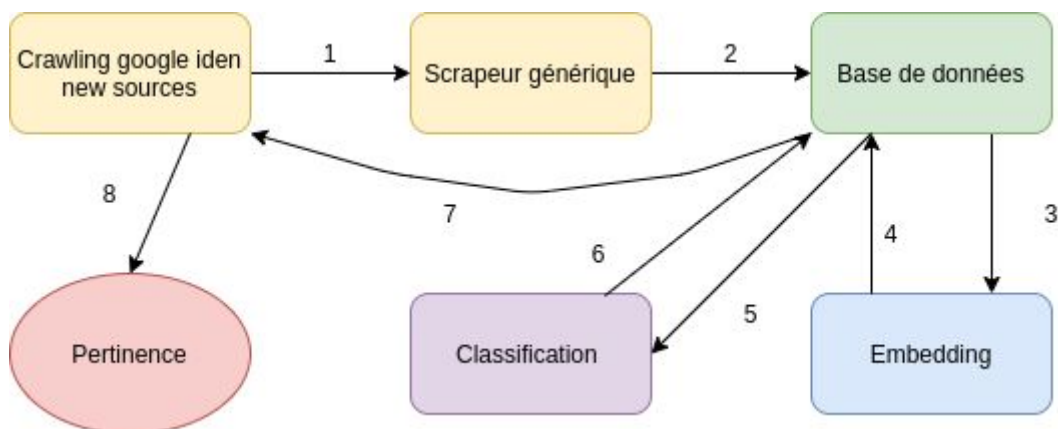 Crawling google iden
new sources
1
Scrapeur générique
2
Base de données
8
7
6
5
4
3
Pertinence
Classification
Embedding